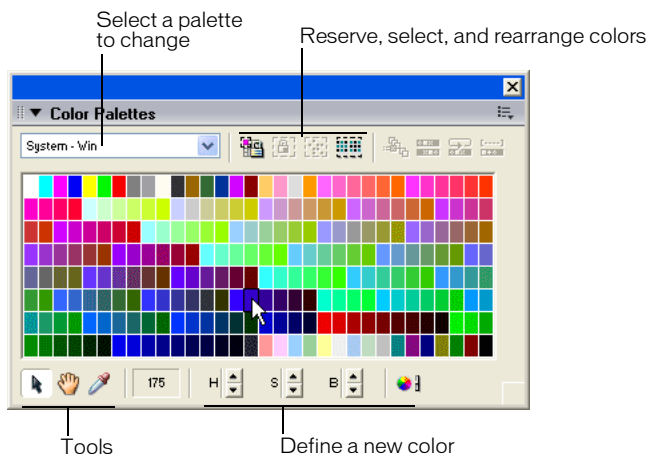 Select a palette
to change
Reserve, select, and rearrange colors
Color Palettes
System - Win
175
H
S
B
Tools
Define a new color